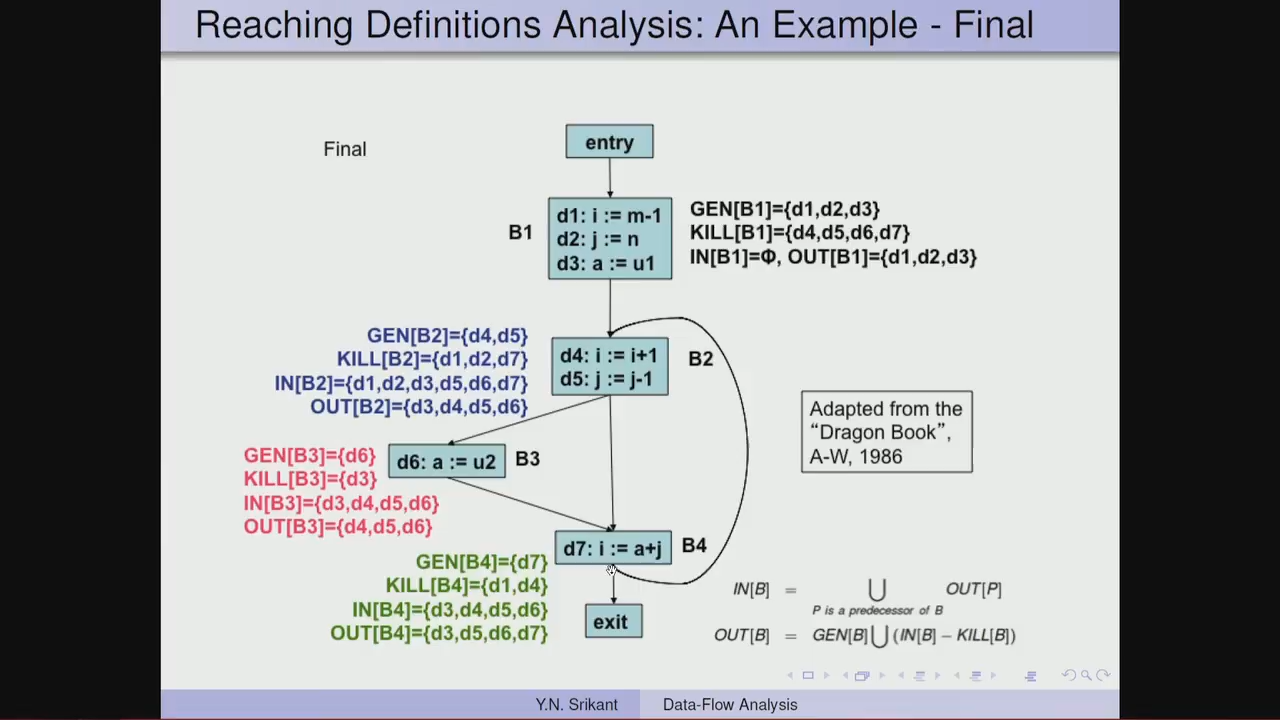 Reaching Definitions Analysis: An Example - Final
Final
entry
B1
d1: i := m-1
d2: j := n
d3: a := u1
GEN[B1]={d1,d2,d3}
KILL[B1]={d4,d5,d6,d7}
IN[B1]=Φ, OUT[B1]={d1,d2,d3}
GEN[B2]={d4,d5}
KILL[B2]={d1,d2,d7}
IN[B2]={d1,d2,d3,d5,d6,d7}
OUT[B2]={d3,d4,d5,d6}
d4: i := i+1
d5: j := j-1
B2
Adapted from the
“Dragon Book”,
A-W, 1986
GEN[B3]={d6}
KILL[B3]={d3}
IN[B3]={d3,d4,d5,d6}
OUT[B3]={d4,d5,d6}
d6: a := u2
B3
d7: i := a+j
B4
GEN[B4]={d7}
KILL[B4]={d1,d4}
IN[B4]={d3,d4,d5,d6}
OUT[B4]={d3,d5,d6,d7}
exit
IN[B] = ⋃ OUT[P]
P is a predecessor of B
OUT[B] = GEN[B] ⋃ (IN[B] − KILL[B])
Y.N. Srikant
Data-Flow Analysis